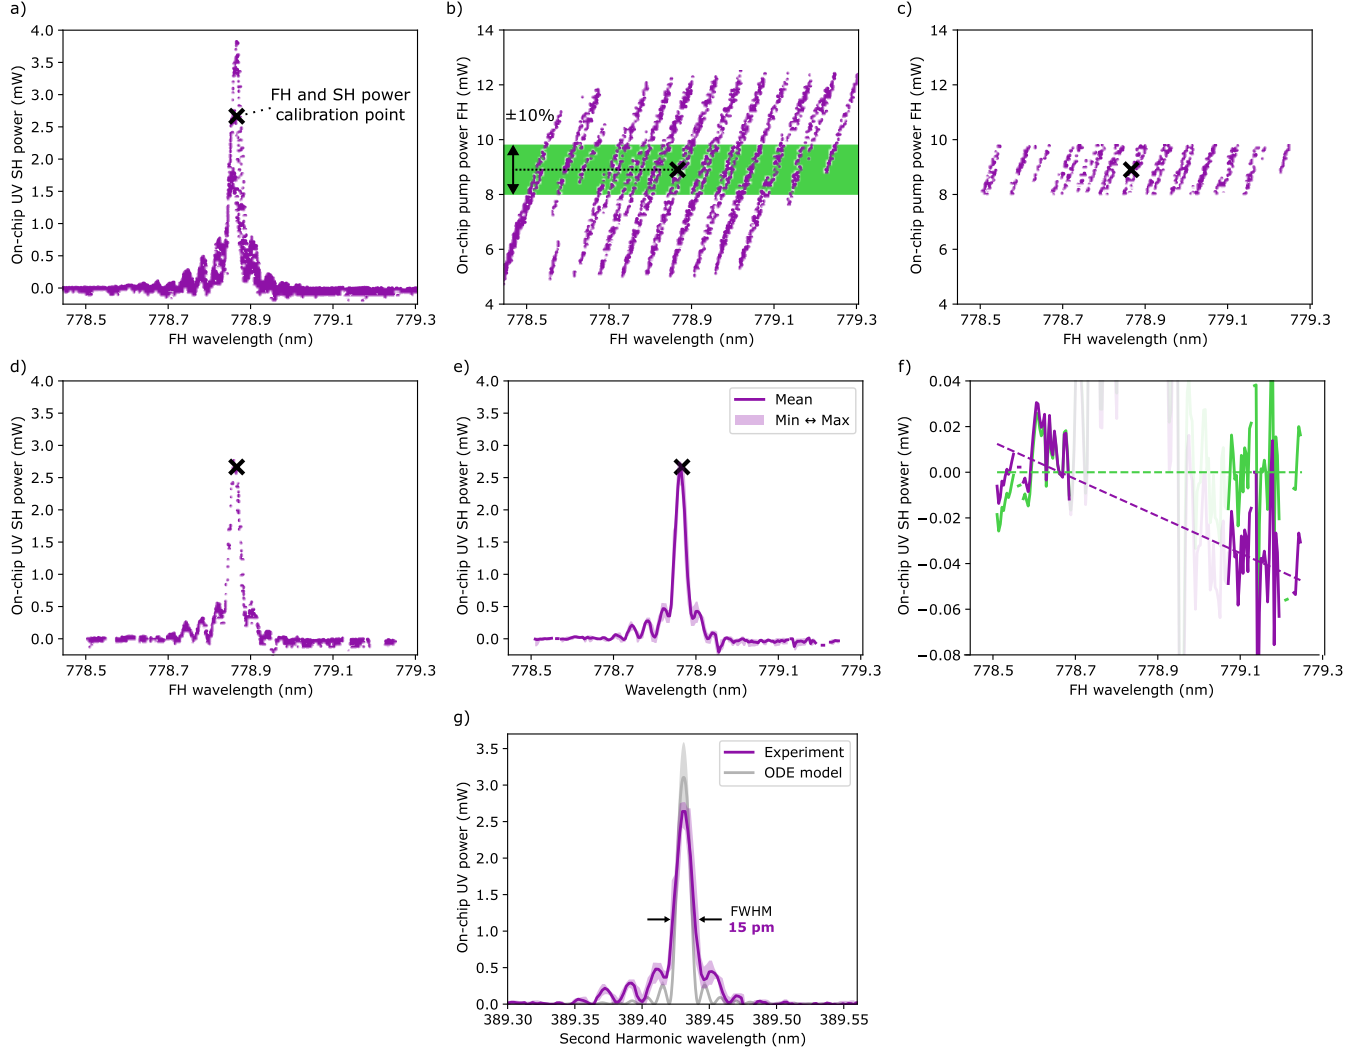 a)
4.0
3.5
3.0
2.5
2.0
1.5
1.0
0.5
0.0
On-chip UV SH power (mW)
FH and SH power
calibration point
778.5 778.7 778.9 779.1 779.3
FH wavelength (nm)
b)
14
12
10
8
6
4
On-chip pump power FH (mW)
±10%
778.5 778.7 778.9 779.1 779.3
FH wavelength (nm)
c)
14
12
10
8
6
4
On-chip pump power FH (mW)
778.5 778.7 778.9 779.1 779.3
FH wavelength (nm)
d)
4.0
3.5
3.0
2.5
2.0
1.5
1.0
0.5
0.0
On-chip UV SH power (mW)
778.5 778.7 778.9 779.1 779.3
FH wavelength (nm)
e)
4.0
3.5
3.0
2.5
2.0
1.5
1.0
0.5
0.0
On-chip UV SH power (mW)
Mean
Min ↔ Max
778.5 778.7 778.9 779.1 779.3
Wavelength (nm)
f)
0.04
0.02
0.00
−0.02
−0.04
−0.06
−0.08
On-chip UV SH power (mW)
778.5 778.7 778.9 779.1 779.3
FH wavelength (nm)
g)
3.5
3.0
2.5
2.0
1.5
1.0
0.5
0.0
On-chip UV power (mW)
Experiment
ODE model
FWHM
15 pm
389.30 389.35 389.40 389.45 389.50 389.55
Second Harmonic wavelength (nm)